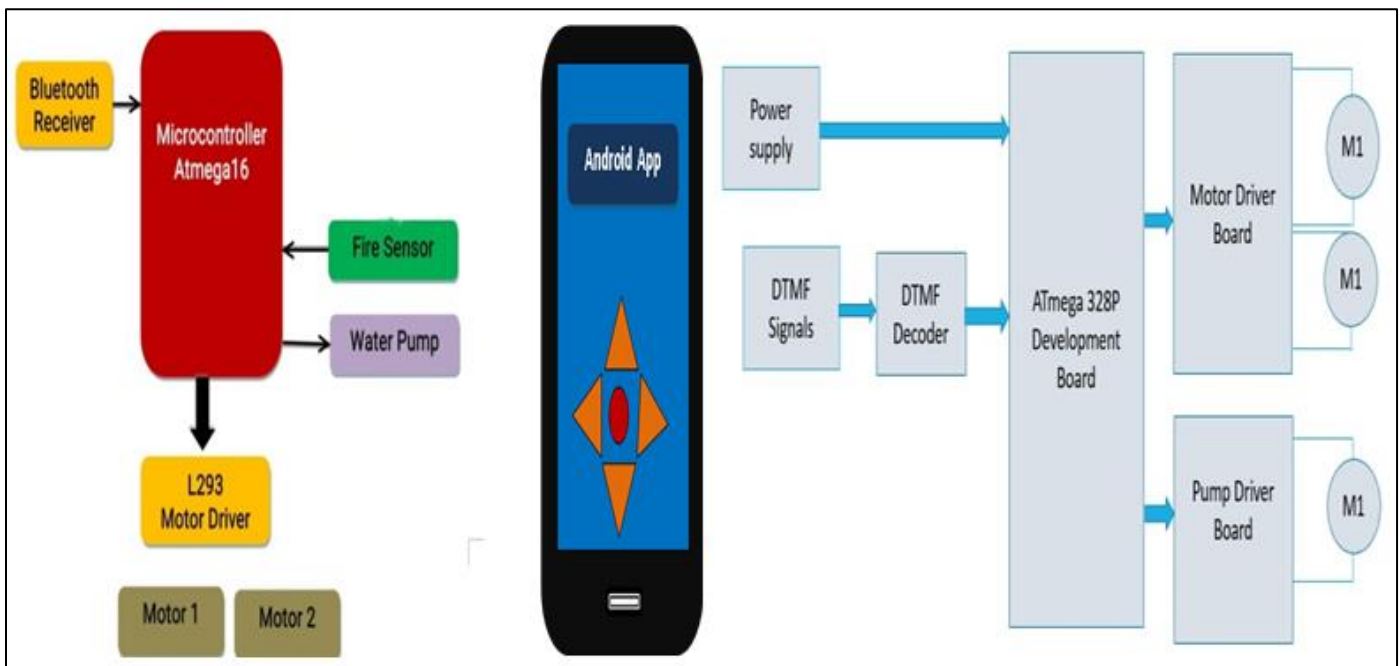 Bluetooth
Receiver
Microcontroller
Atmega16
Fire Sensor
Water Pump
L293
Motor Driver
Motor 1
Motor 2
Android App
Power
supply
DTMF
Signals
DTMF
Decoder
ATmega 328P
Development
Board
Motor Driver
Board
M1
M1
Pump Driver
Board
M1